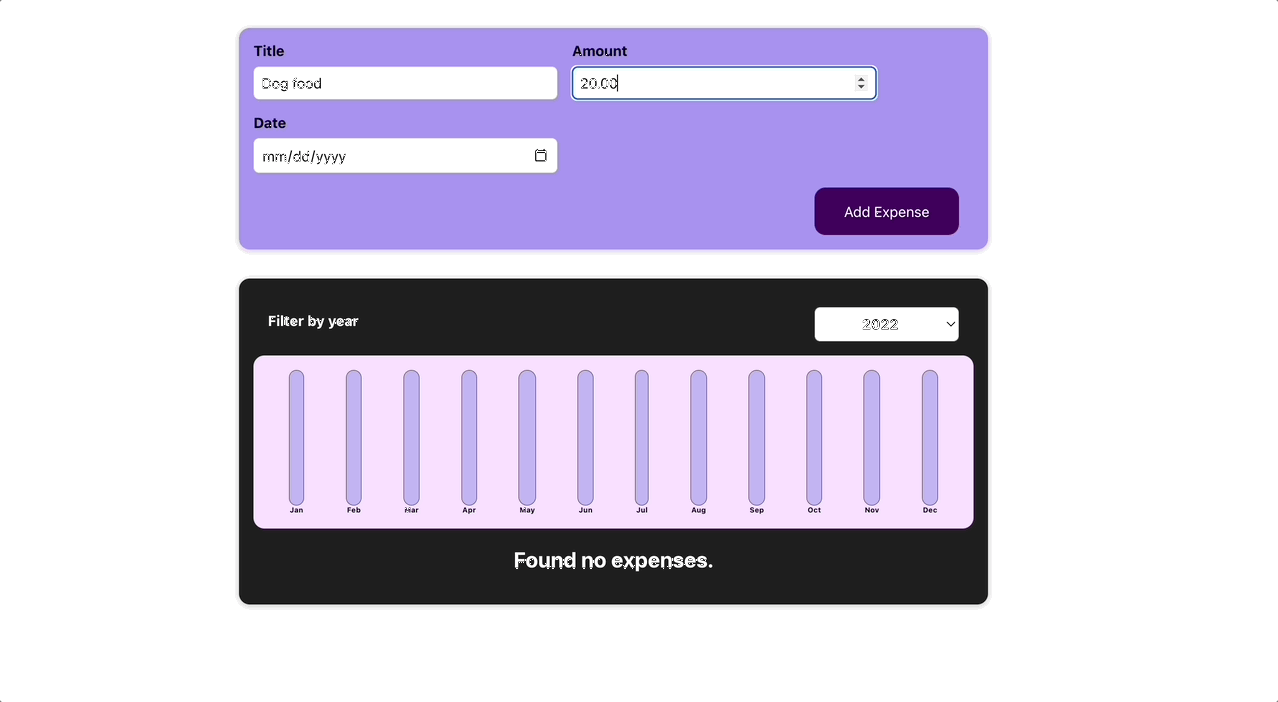 Title
Amount
Dog food
20.00
Date
mm/dd/yyyy
Add Expense
Filter by year
2022
Jan Feb Mar Apr May Jun Jul Aug Sep Oct Nov Dec
Found no expenses.